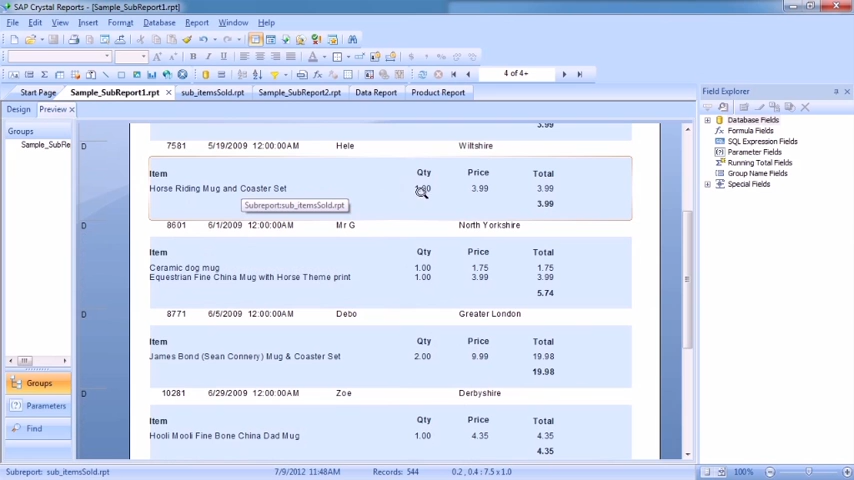 SAP Crystal Reports - [Sample_SubReport1.rpt]
File Edit View Insert Format Database Report Window Help
4 of 4+
Start Page Sample_SubReport1.rpt × sub_itemsSold.rpt Sample_SubReport2.rpt Data Report Product Report
Design Preview ×
Field Explorer
Groups
Sample_SubRe
Database Fields
Formula Fields
SQL Expression Fields
Parameter Fields
Running Total Fields
Group Name Fields
Special Fields
3.99
D 7581 5/19/2009 12:00:00AM Hele Wiltshire
Item Qty Price Total
Horse Riding Mug and Coaster Set 1.00 3.99 3.99
3.99
Subreport:sub_itemsSold.rpt
D 8601 6/1/2009 12:00:00AM Mr G North Yorkshire
Item Qty Price Total
Ceramic dog mug 1.00 1.75 1.75
Equestrian Fine China Mug with Horse Theme print 1.00 3.99 3.99
5.74
D 8771 6/5/2009 12:00:00AM Debo Greater London
Item Qty Price Total
James Bond (Sean Connery) Mug & Coaster Set 2.00 9.99 19.98
19.98
D 10281 6/29/2009 12:00:00AM Zoe Derbyshire
Item Qty Price Total
Hooli Mooli Fine Bone China Dad Mug 1.00 4.35 4.35
4.35
Groups
Parameters
Find
Subreport: sub_itemsSold.rpt 7/9/2012 11:48AM Records: 544 0.2 , 0.4 : 7.5 x 1.0 100%